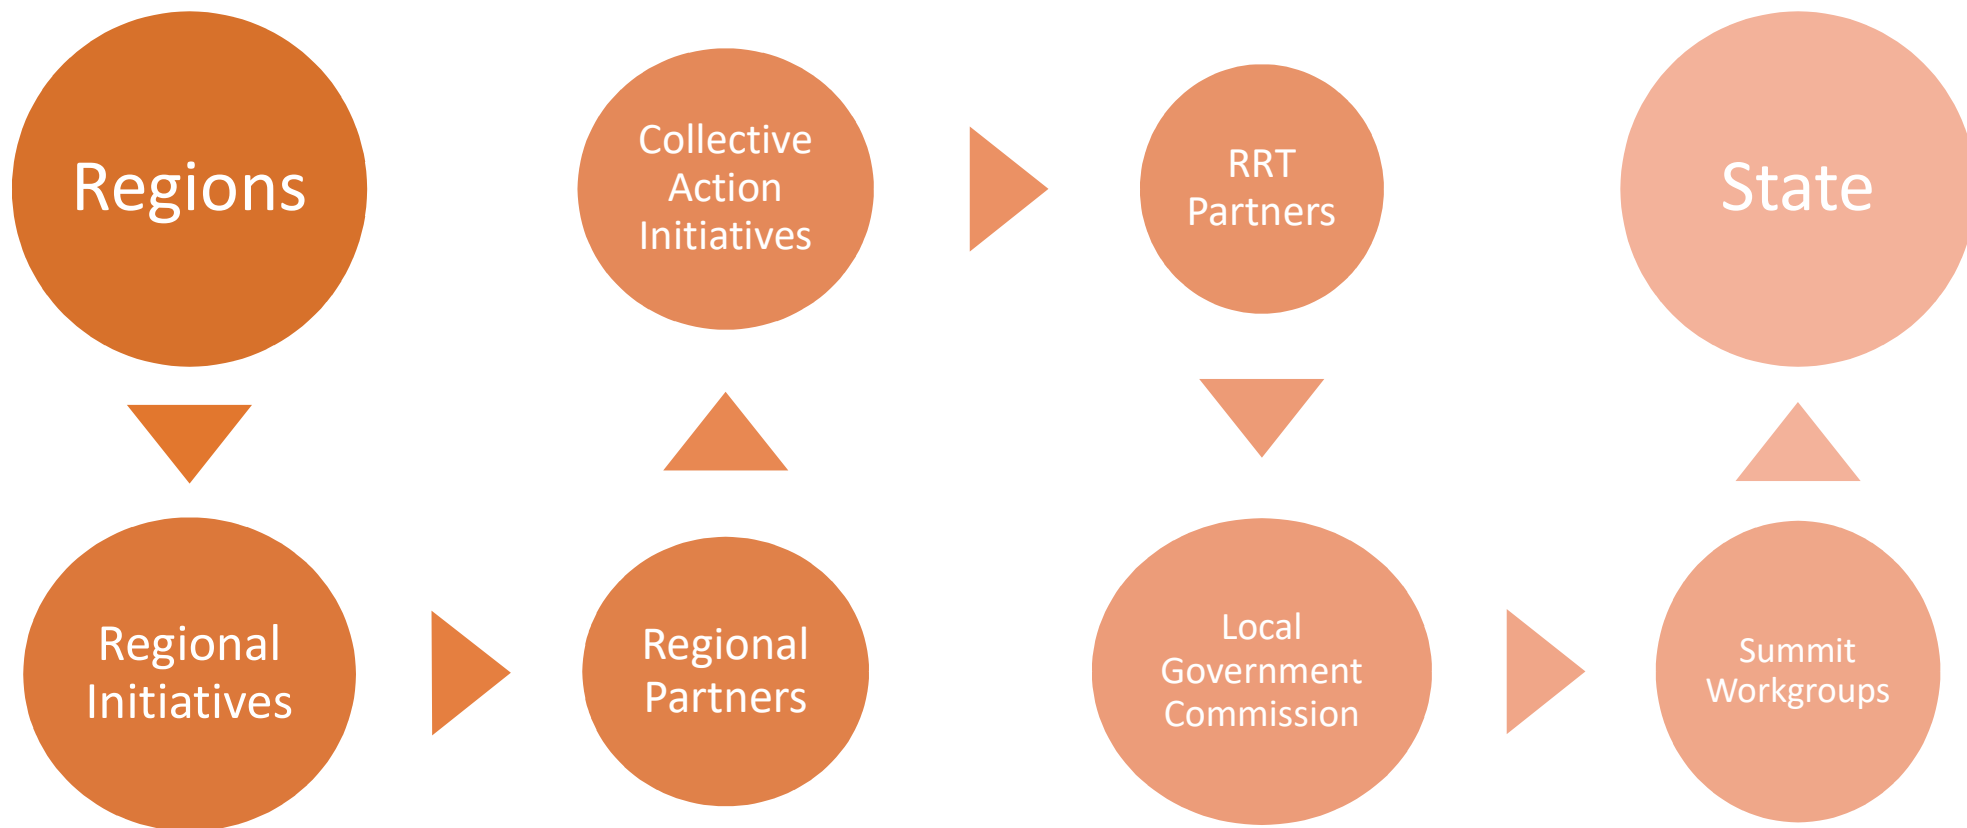 Regions
Regional
Initiatives
Regional
Partners
Collective
Action
Initiatives
RRT
Partners
Local
Government
Commission
Summit
Workgroups
State